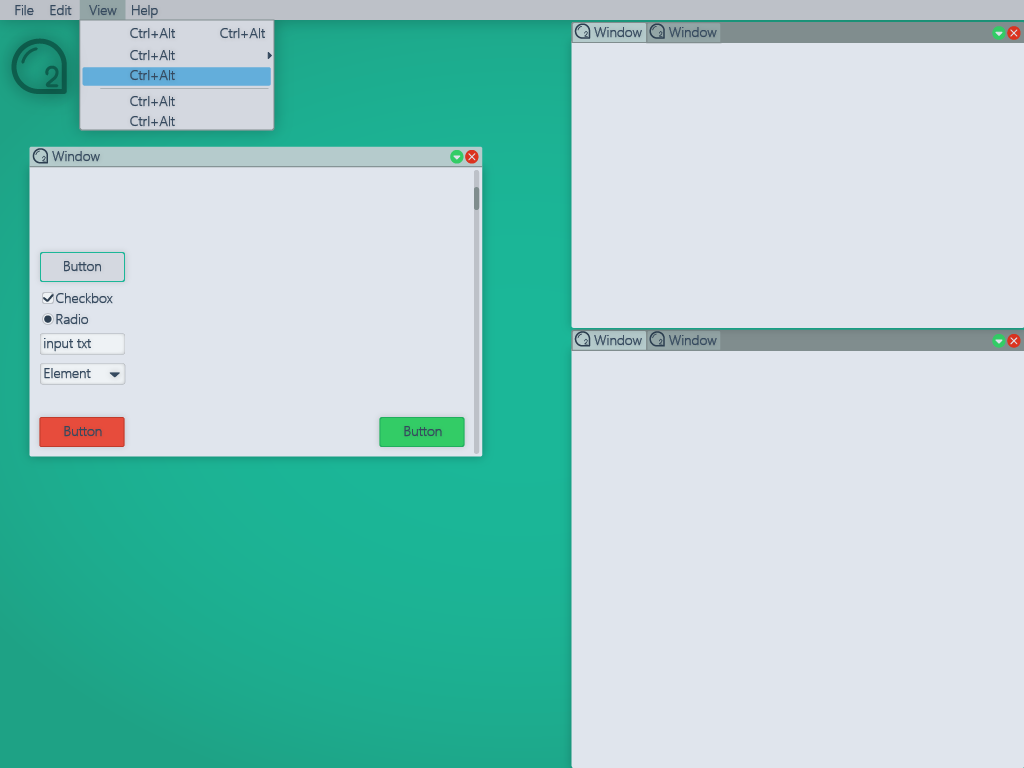 File Edit View Help
Ctrl+Alt Ctrl+Alt
Ctrl+Alt
Ctrl+Alt
Ctrl+Alt
Ctrl+Alt
2
Window
Button
Checkbox
Radio
input txt
Element
Button Button
Window Window
Window Window